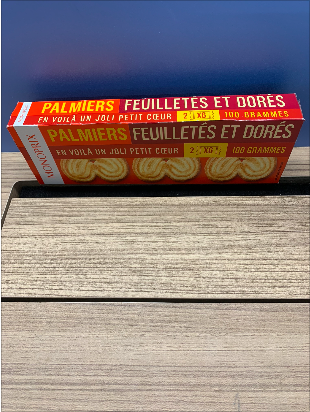 PALMIERS FEUILLETÉS ET DORÉS
EN VOILÀ UN JOLI PETIT CŒUR 100 GRAMMES
MONOPRIX
PALMIERS FEUILLETÉS ET DORÉS
EN VOILÀ UN JOLI PETIT CŒUR 100 GRAMMES